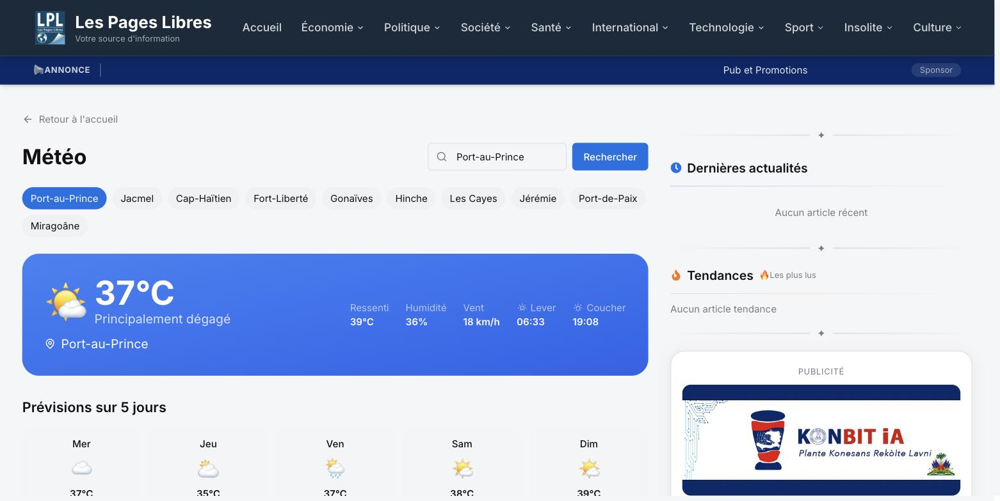 LPL
Les Pages Libres
Les Pages Libres
Votre source d'information
Accueil
Économie
Politique
Société
Santé
International
Technologie
Sport
Insolite
Culture
ANNONCE
Pub et Promotions
Sponsor
Retour à l'accueil
Météo
Port-au-Prince
Rechercher
Port-au-Prince
Jacmel
Cap-Haïtien
Fort-Liberté
Gonaïves
Hinche
Les Cayes
Jérémie
Port-de-Paix
Miragoâne
37°C
Principalement dégagé
Port-au-Prince
Ressenti
39°C
Humidité
36%
Vent
18 km/h
Lever
06:33
Coucher
19:08
Prévisions sur 5 jours
Mer
Jeu
Ven
Sam
Dim
37°C
35°C
37°C
38°C
39°C
Dernières actualités
Aucun article récent
Tendances
Les plus lus
Aucun article tendance
PUBLICITÉ
KONBIT iA
Plante Konesans Rekòlte Lavni